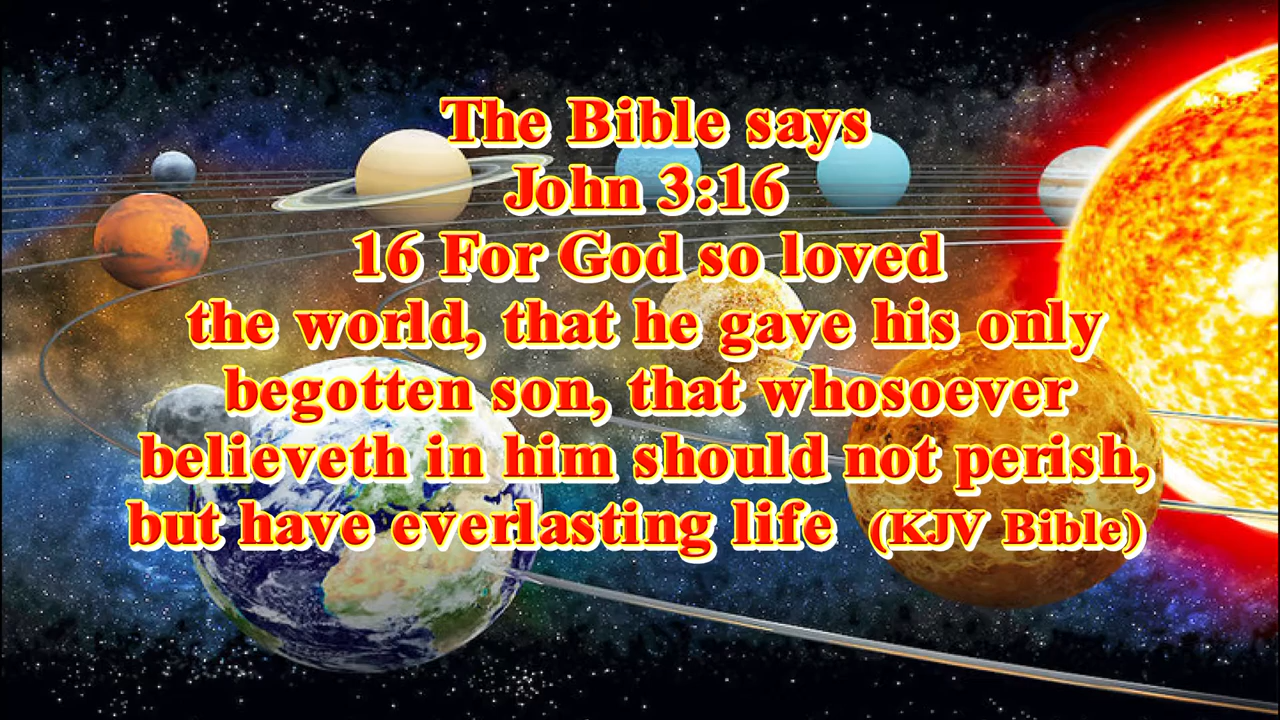 The Bible says
John 3:16
16 For God so loved
the world, that he gave his only
begotten son, that whosoever
believeth in him should not perish,
but have everlasting life (KJV Bible)